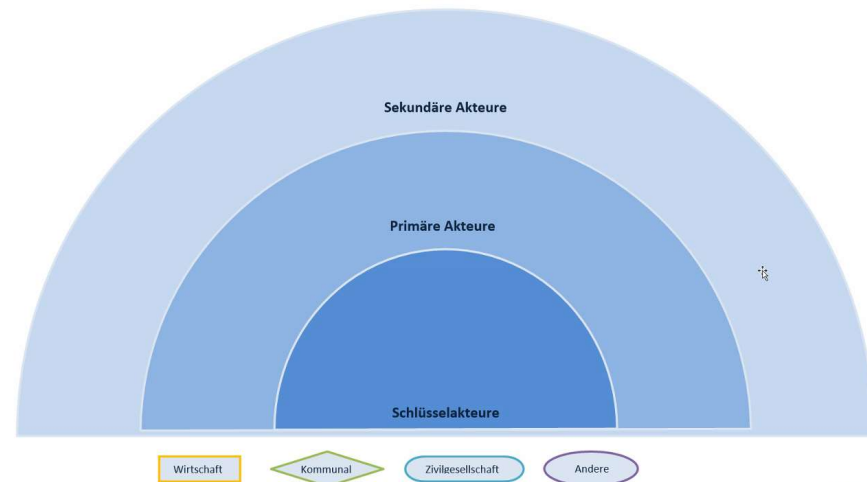 Sekundäre Akteure
Primäre Akteure
Schlüsselakteure
Wirtschaft Kommunal Zivilgesellschaft Andere